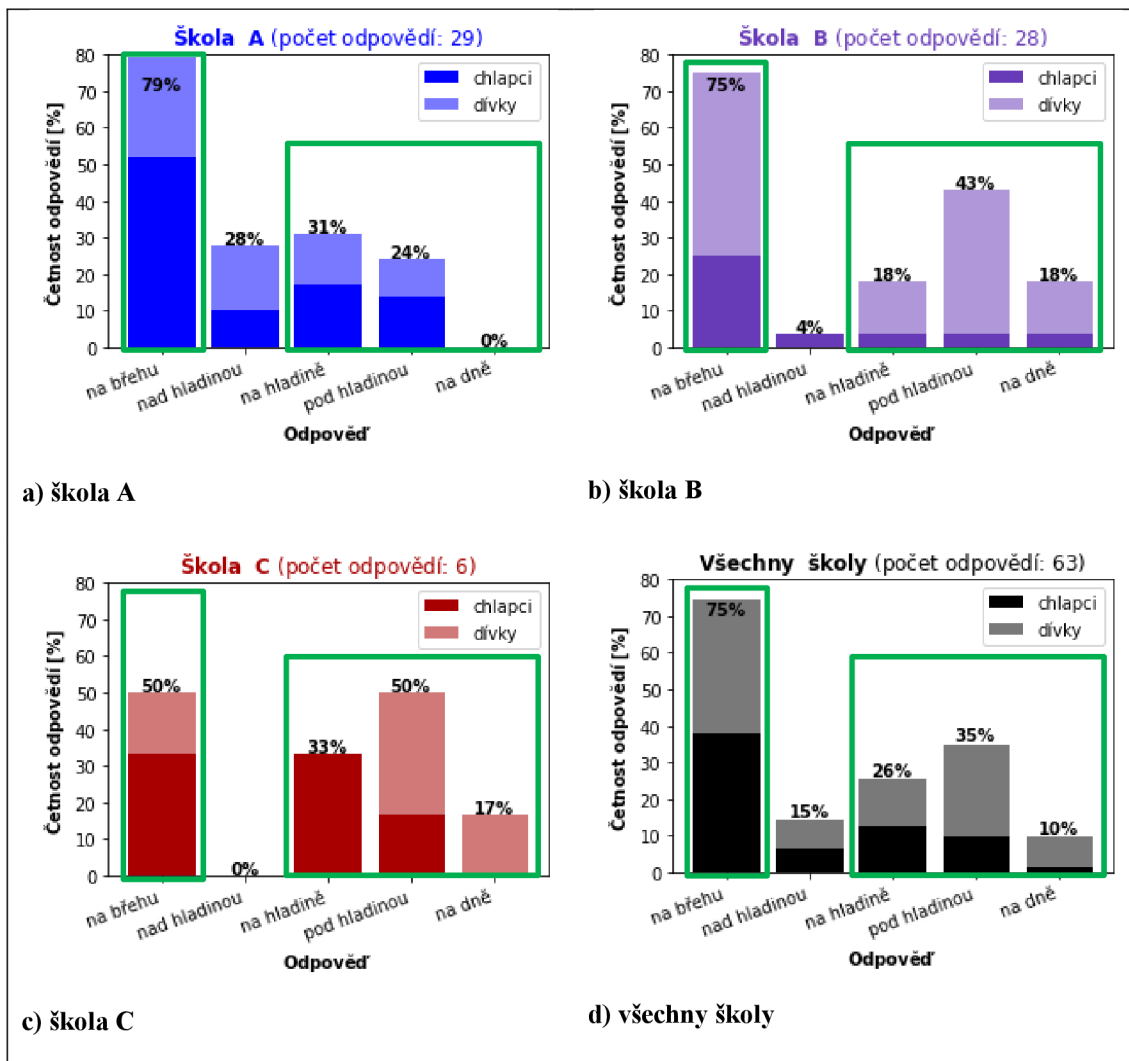 Škola A (počet odpovědí: 29)
Četnost odpovědí [%]
80
70
60
50
40
30
20
10
0
chlapci
dívky
79%
28%
31%
24%
0%
na břehu
nad hladinou
na hladině
pod hladinou
na dně
Odpověď
a) škola A
Škola B (počet odpovědí: 28)
Četnost odpovědí [%]
80
70
60
50
40
30
20
10
0
chlapci
dívky
75%
4%
18%
43%
18%
na břehu
nad hladinou
na hladině
pod hladinou
na dně
Odpověď
b) škola B
Škola C (počet odpovědí: 6)
Četnost odpovědí [%]
80
70
60
50
40
30
20
10
0
chlapci
dívky
50%
0%
33%
50%
17%
na břehu
nad hladinou
na hladině
pod hladinou
na dně
Odpověď
c) škola C
Všechny školy (počet odpovědí: 63)
Četnost odpovědí [%]
80
70
60
50
40
30
20
10
0
chlapci
dívky
75%
15%
26%
35%
10%
na břehu
nad hladinou
na hladině
pod hladinou
na dně
Odpověď
d) všechny školy